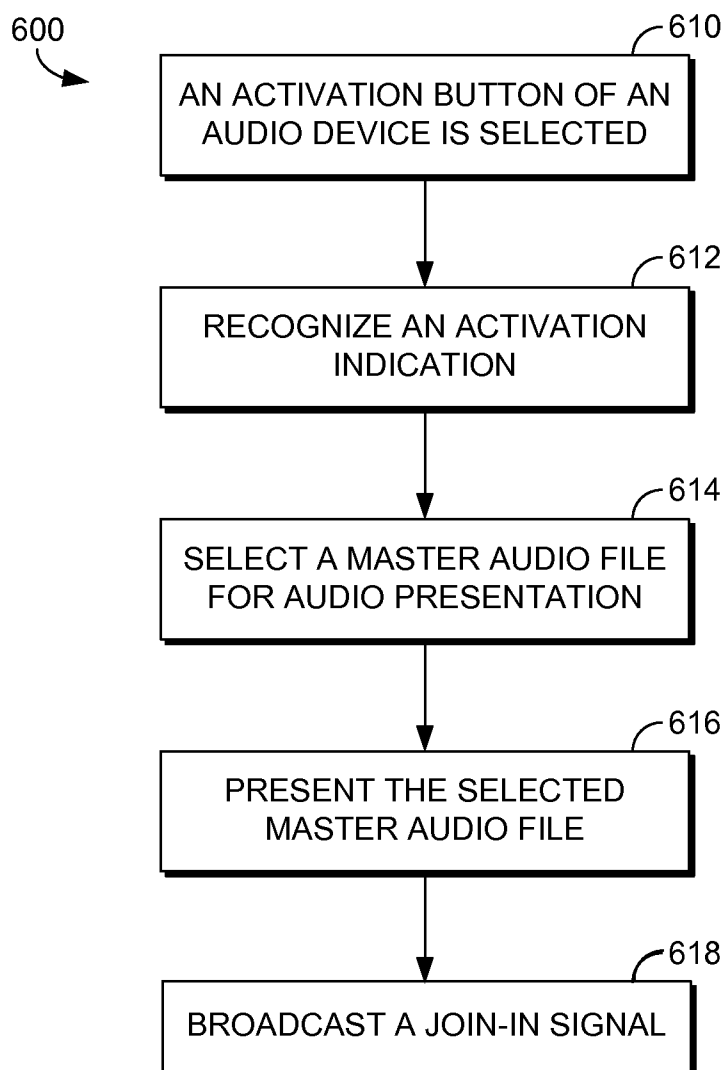 600
610
AN ACTIVATION BUTTON OF AN
AUDIO DEVICE IS SELECTED
612
RECOGNIZE AN ACTIVATION
INDICATION
614
SELECT A MASTER AUDIO FILE
FOR AUDIO PRESENTATION
616
PRESENT THE SELECTED
MASTER AUDIO FILE
618
BROADCAST A JOIN-IN SIGNAL